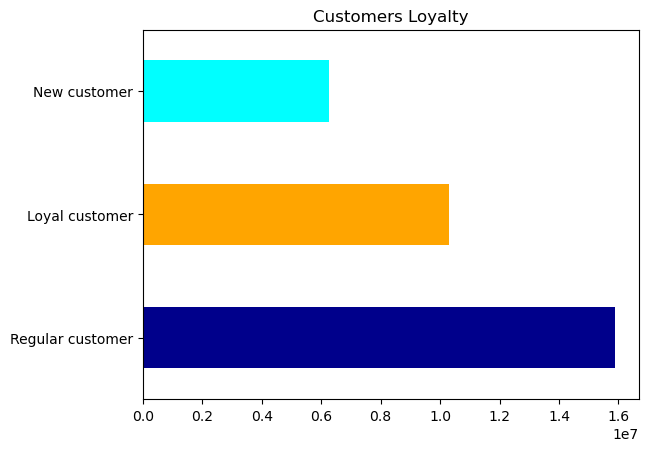 Customers Loyalty
New customer
Loyal customer
Regular customer
0.0 0.2 0.4 0.6 0.8 1.0 1.2 1.4 1.6
1e7